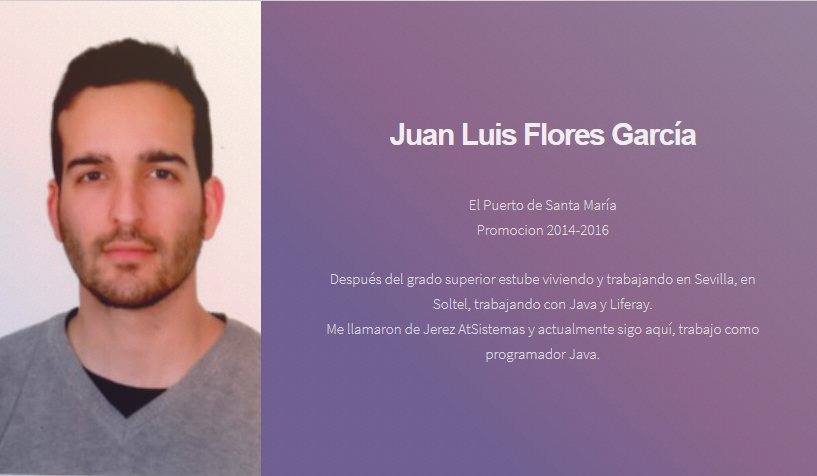 Juan Luis Flores García
El Puerto de Santa María
Promocion 2014-2016
Después del grado superior estube viviendo y trabajando en Sevilla, en
Soltel, trabajando con Java y Liferay.
Me llamaron de Jerez AtSistemas y actualmente sigo aquí, trabajo como
programador Java.